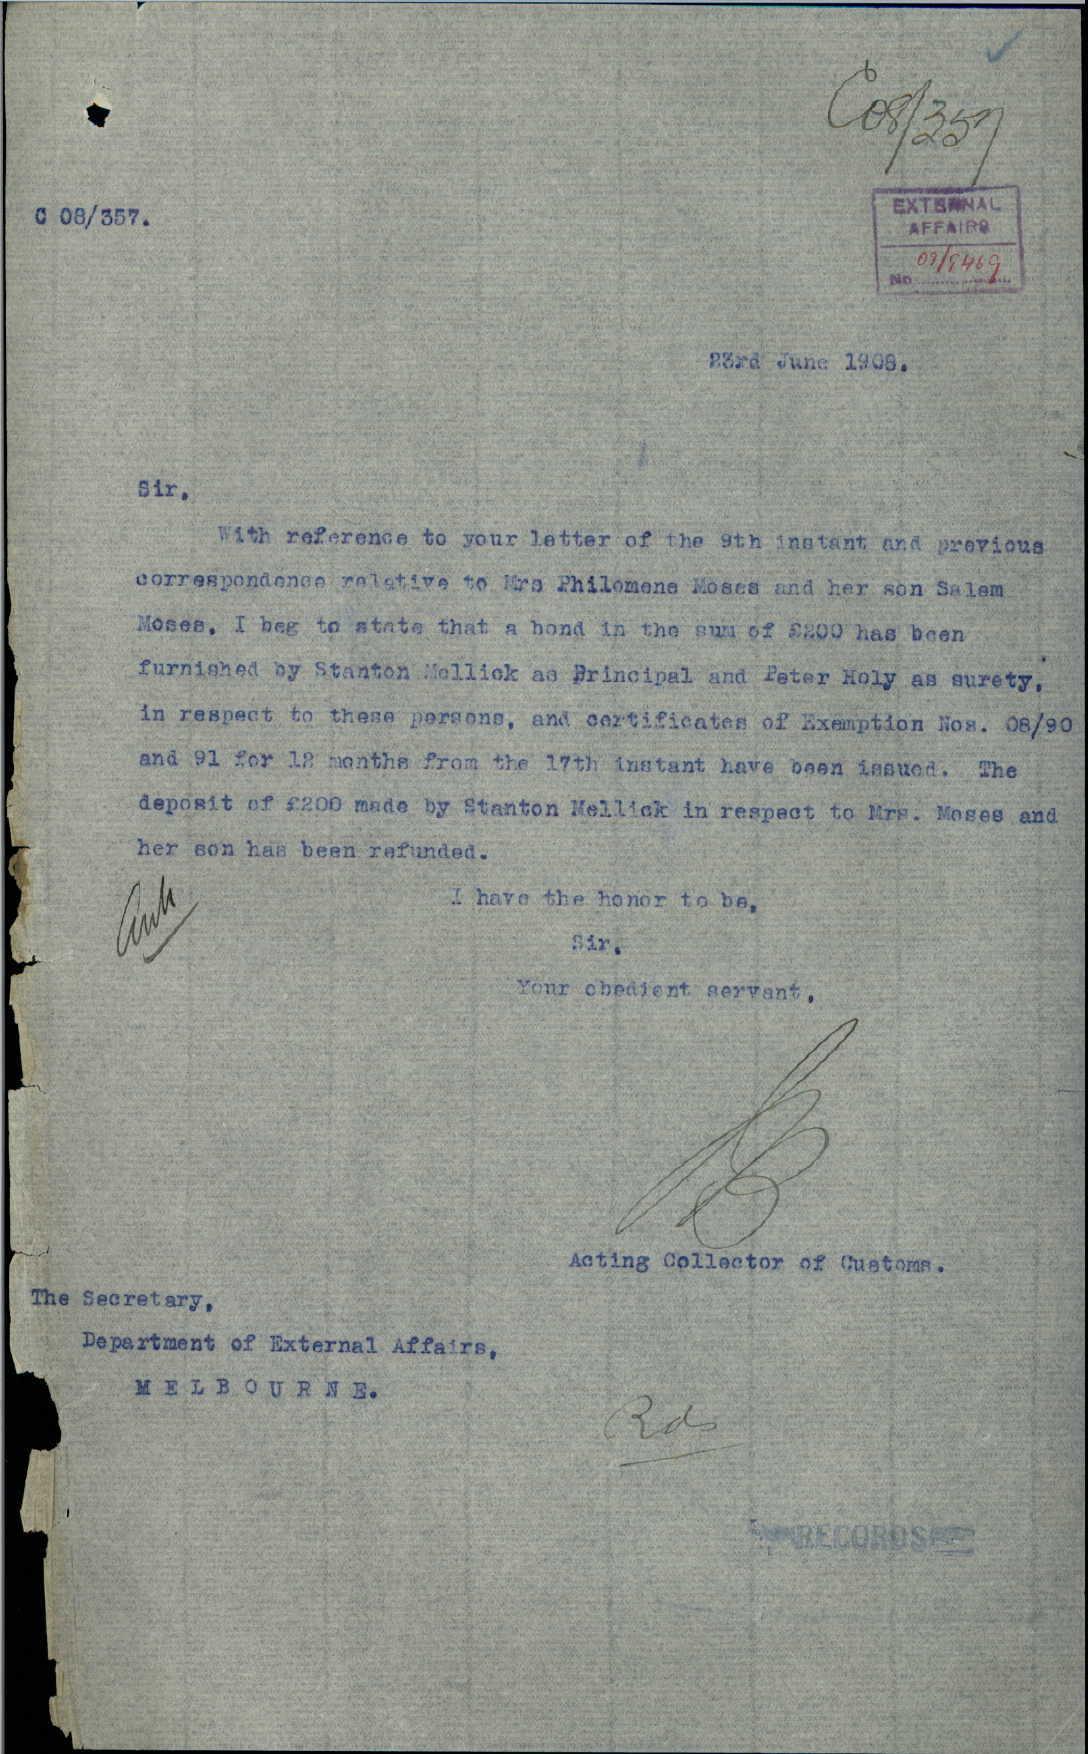 C08/357
C 08/357.
EXTERNAL
AFFAIRS
No
23rd June 1908.
Sir,
With reference to your letter of the 9th instant and previous
correspondence relative to Mrs Philomene Moses and her son Salem
Moses, I beg to state that a bond in the sum of £200 has been
furnished by Stanton Mellick as Principal and Peter Holy as surety,
in respect to these persons, and certificates of Exemption Nos. 08/90
and 91 for 12 months from the 17th instant have been issued. The
deposit of £200 made by Stanton Mellick in respect to Mrs. Moses and
her son has been refunded.
I have the honor to be,
Sir,
Your obedient servant,
Acting Collector of Customs.
The Secretary,
Department of External Affairs,
M E L B O U R N E.
Rds
RECORDS